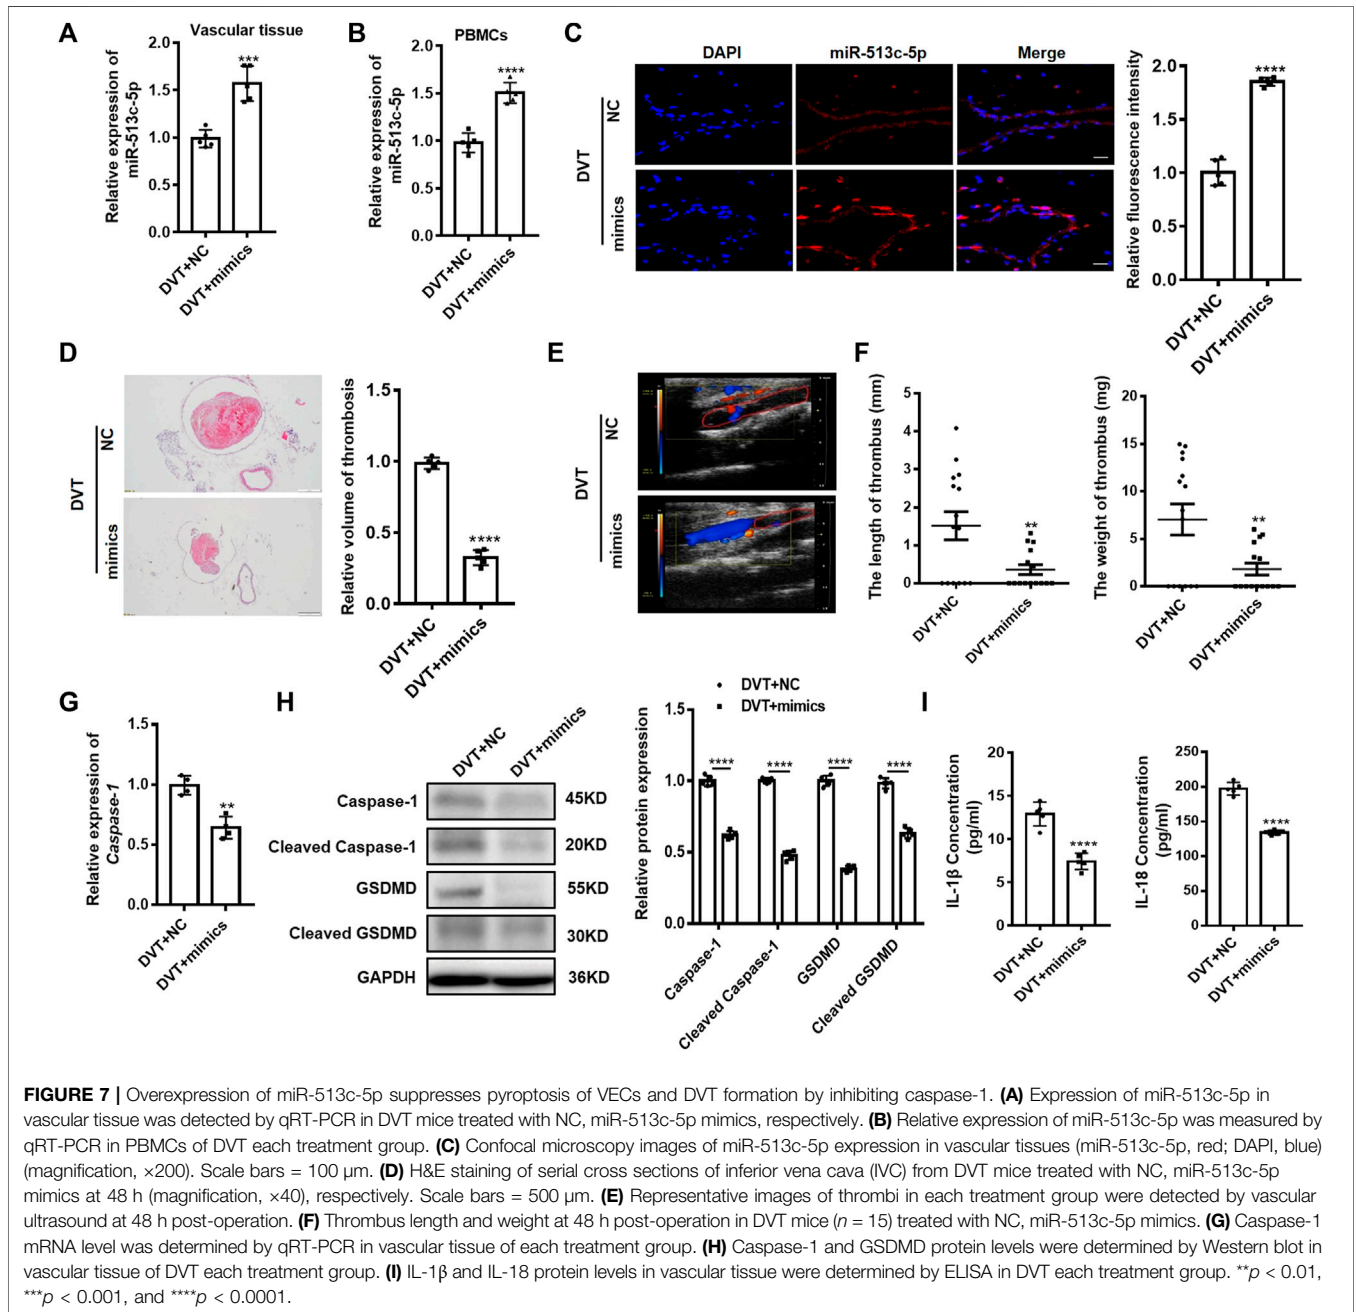 A
Vascular tissue
Relative expression of
miR-513c-5p
2.0
1.5
1.0
0.5
0.0
***
DVT+NC
DVT+mimics
B
PBMCs
Relative expression of
miR-513c-5p
2.0
1.5
1.0
0.5
0.0
****
DVT+NC
DVT+mimics
C
DAPI
miR-513c-5p
Merge
DVT
NC
mimics
Relative fluorescence intensity
2.0
1.5
1.0
0.5
0.0
****
DVT+NC
DVT+mimics
D
DVT
NC
mimics
Relative volume of thrombosis
1.5
1.0
0.5
0.0
****
DVT+NC
DVT+mimics
E
DVT
NC
mimics
F
The length of thrombus (mm)
5
4
3
2
1
0
**
DVT+NC
DVT+mimics
The weight of thrombus (mg)
20
15
10
5
0
**
DVT+NC
DVT+mimics
G
Relative expression of
Caspase-1
1.5
1.0
0.5
0.0
**
DVT+NC
DVT+mimics
H
DVT+NC
DVT+mimics
Caspase-1
45KD
Cleaved Caspase-1
20KD
GSDMD
55KD
Cleaved GSDMD
30KD
GAPDH
36KD
DVT+NC
DVT+mimics
Relative protein expression
1.5
1.0
0.5
0.0
****
****
****
****
Caspase-1
Cleaved Caspase-1
GSDMD
Cleaved GSDMD
I
IL-1β Concentration
(pg/ml)
20
15
10
5
0
****
DVT+NC
DVT+mimics
IL-18 Concentration
(pg/ml)
250
200
150
100
50
0
****
DVT+NC
DVT+mimics
FIGURE 7 | Overexpression of miR-513c-5p suppresses pyroptosis of VECs and DVT formation by inhibiting caspase-1. (A) Expression of miR-513c-5p in
vascular tissue was detected by qRT-PCR in DVT mice treated with NC, miR-513c-5p mimics, respectively. (B) Relative expression of miR-513c-5p was measured by
qRT-PCR in PBMCs of DVT each treatment group. (C) Confocal microscopy images of miR-513c-5p expression in vascular tissues (miR-513c-5p, red; DAPI, blue)
(magnification, ×200). Scale bars = 100 μm. (D) H&E staining of serial cross sections of inferior vena cava (IVC) from DVT mice treated with NC, miR-513c-5p
mimics at 48 h (magnification, ×40), respectively. Scale bars = 500 μm. (E) Representative images of thrombi in each treatment group were detected by vascular
ultrasound at 48 h post-operation. (F) Thrombus length and weight at 48 h post-operation in DVT mice (n = 15) treated with NC, miR-513c-5p mimics. (G) Caspase-1
mRNA level was determined by qRT-PCR in vascular tissue of each treatment group. (H) Caspase-1 and GSDMD protein levels were determined by Western blot in
vascular tissue of DVT each treatment group. (I) IL-1β and IL-18 protein levels in vascular tissue were determined by ELISA in DVT each treatment group. **p < 0.01,
***p < 0.001, and ****p < 0.0001.